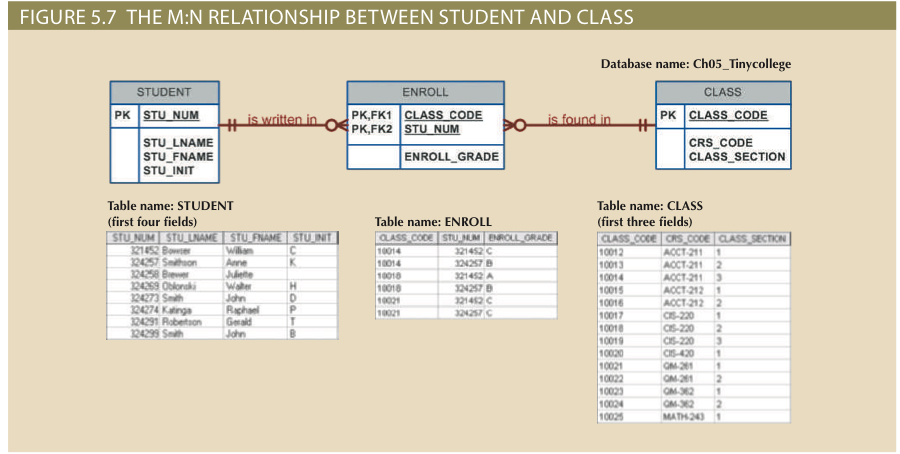 FIGURE 5.7 THE M:N RELATIONSHIP BETWEEN STUDENT AND CLASS
Database name: Ch05_Tinycollege
STUDENT
PK STU_NUM
STU_LNAME
STU_FNAME
STU_INIT
is written in
ENROLL
PK,FK1 CLASS_CODE
PK,FK2 STU_NUM
ENROLL_GRADE
is found in
CLASS
PK CLASS_CODE
CRS_CODE
CLASS_SECTION
Table name: STUDENT
(first four fields)
STU_NUM STU_LNAME STU_FNAME STU_INIT
321452 Bowser William C
324257 Smithson Anne K
324258 Brewer Juliette
324269 Oblonski Walter H
324273 Smith John D
324274 Katinga Raphael P
324291 Robertson Gerald T
324299 Smith John B
Table name: ENROLL
CLASS_CODE STU_NUM ENROLL_GRADE
10014 321452 C
10014 324257 B
10018 321452 A
10018 324257 B
10021 321452 C
10021 324257 C
Table name: CLASS
(first three fields)
CLASS_CODE CRS_CODE CLASS_SECTION
10012 ACCT-211 1
10013 ACCT-211 2
10014 ACCT-211 3
10015 ACCT-212 1
10016 ACCT-212 2
10017 CIS-220 1
10018 CIS-220 2
10019 CIS-220 3
10020 CIS-420 1
10021 QM-261 1
10022 QM-261 2
10023 QM-362 1
10024 QM-362 2
10025 MATH-243 1